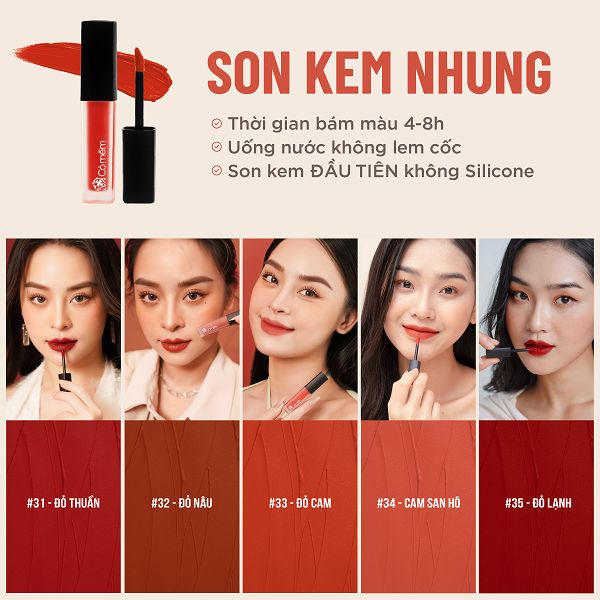 SON KEM NHUNG
Thời gian bám màu 4-8h
Uống nước không lem cốc
Son kem ĐẦU TIÊN không Silicone
Cỏ mềm
#31 - ĐỎ THUẦN
#32 - ĐỎ NÂU
#33 - ĐỎ CAM
#34 - CAM SAN HÔ
#35 - ĐỎ LẠNH